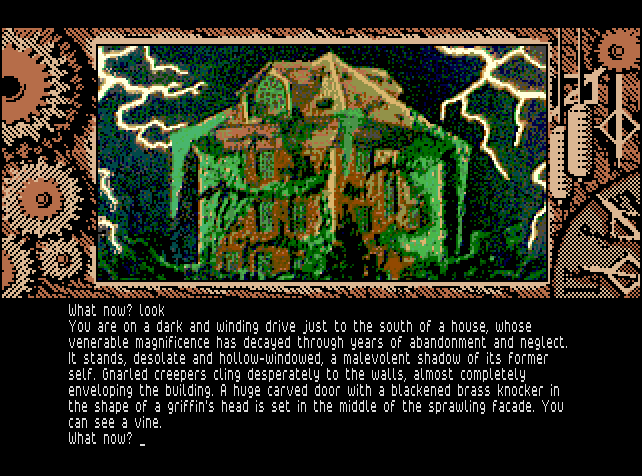 What now? look
You are on a dark and winding drive just to the south of a house, whose
venerable magnificence has decayed through years of abandonment and neglect.
It stands, desolate and hollow-windowed, a malevolent shadow of its former
self. Gnarled creepers cling desperately to the walls, almost completely
enveloping the building. A huge carved door with a blackened brass knocker in
the shape of a griffin's head is set in the middle of the sprawling facade. You
can see a vine.
What now? _